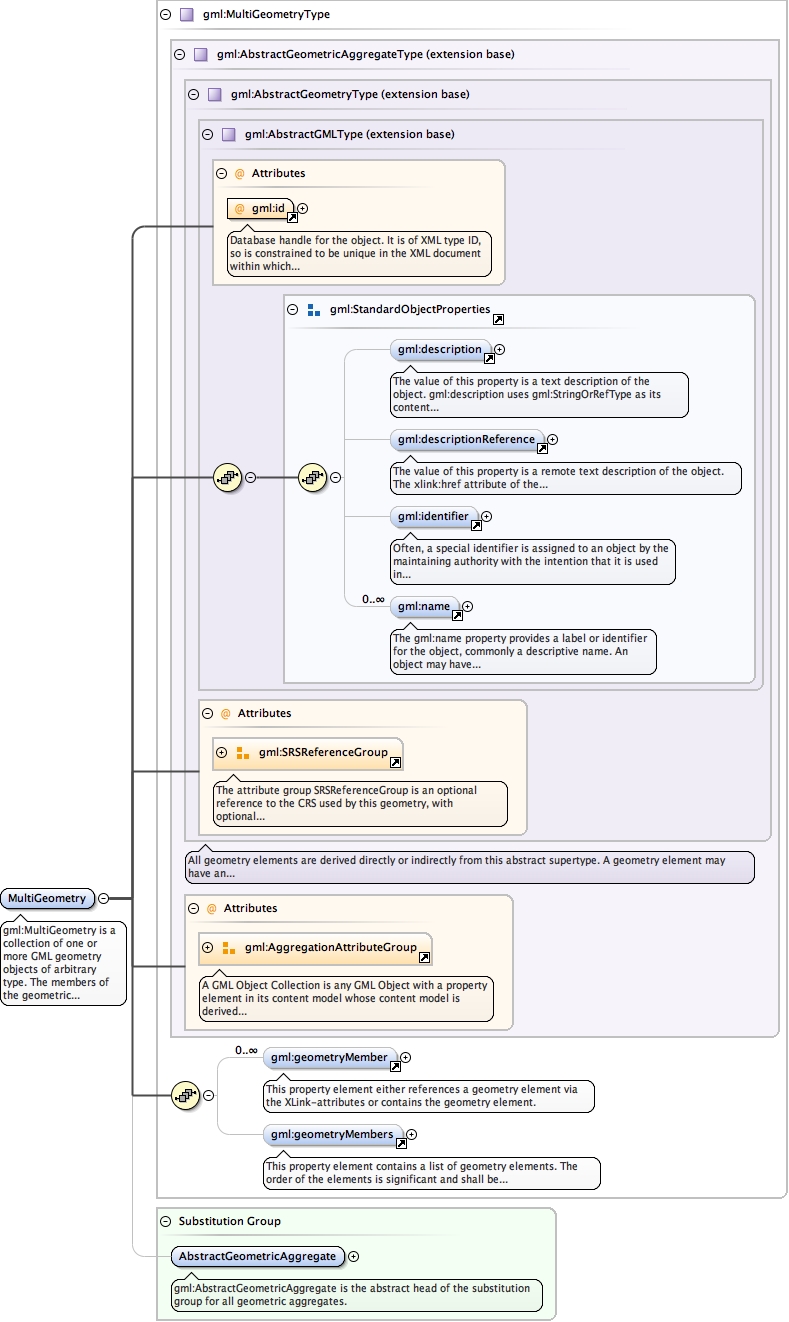 gml:MultiGeometryType
gml:AbstractGeometricAggregateType (extension base)
gml:AbstractGeometryType (extension base)
gml:AbstractGMLType (extension base)
@ Attributes
@ gml:id
Database handle for the object. It is of XML type ID,
so is constrained to be unique in the XML document
within which...
gml:StandardObjectProperties
gml:description
The value of this property is a text description of the
object. gml:description uses gml:StringOrRefType as its
content...
gml:descriptionReference
The value of this property is a remote text description of the object.
The xlink:href attribute of the...
gml:identifier
Often, a special identifier is assigned to an object by the
maintaining authority with the intention that it is used
in...
0..∞
gml:name
The gml:name property provides a label or identifier
for the object, commonly a descriptive name. An
object may have...
@ Attributes
gml:SRSReferenceGroup
The attribute group SRSReferenceGroup is an optional
reference to the CRS used by this geometry, with
optional...
All geometry elements are derived directly or indirectly from this abstract supertype. A geometry element may
have an...
MultiGeometry
gml:MultiGeometry is a
collection of one or
more GML geometry
objects of arbitrary
type. The members of
the geometric...
@ Attributes
gml:AggregationAttributeGroup
A GML Object Collection is any GML Object with a property
element in its content model whose content model is
derived...
0..∞
gml:geometryMember
This property element either references a geometry element via
the XLink-attributes or contains the geometry element.
gml:geometryMembers
This property element contains a list of geometry elements. The
order of the elements is significant and shall be...
Substitution Group
AbstractGeometricAggregate
gml:AbstractGeometricAggregate is the abstract head of the substitution
group for all geometric aggregates.